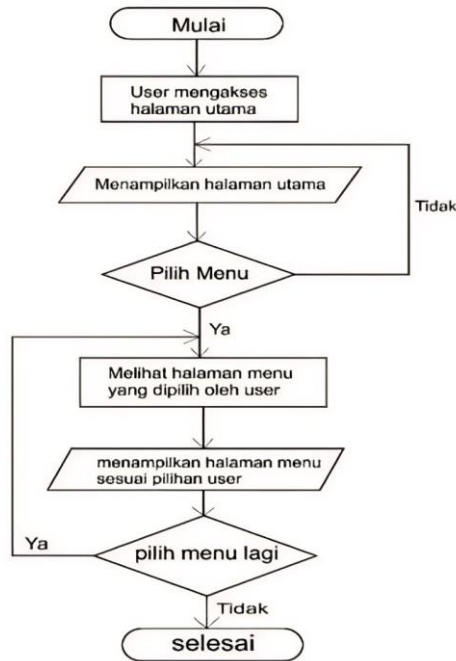 Mulai
User mengakses
halaman utama
Menampilkan halaman utama
Tidak
Pilih Menu
Ya
Melihat halaman menu
yang dipilih oleh user
menampilkan halaman menu
sesuai pilihan user
Ya
pilih menu lagi
Tidak
selesai